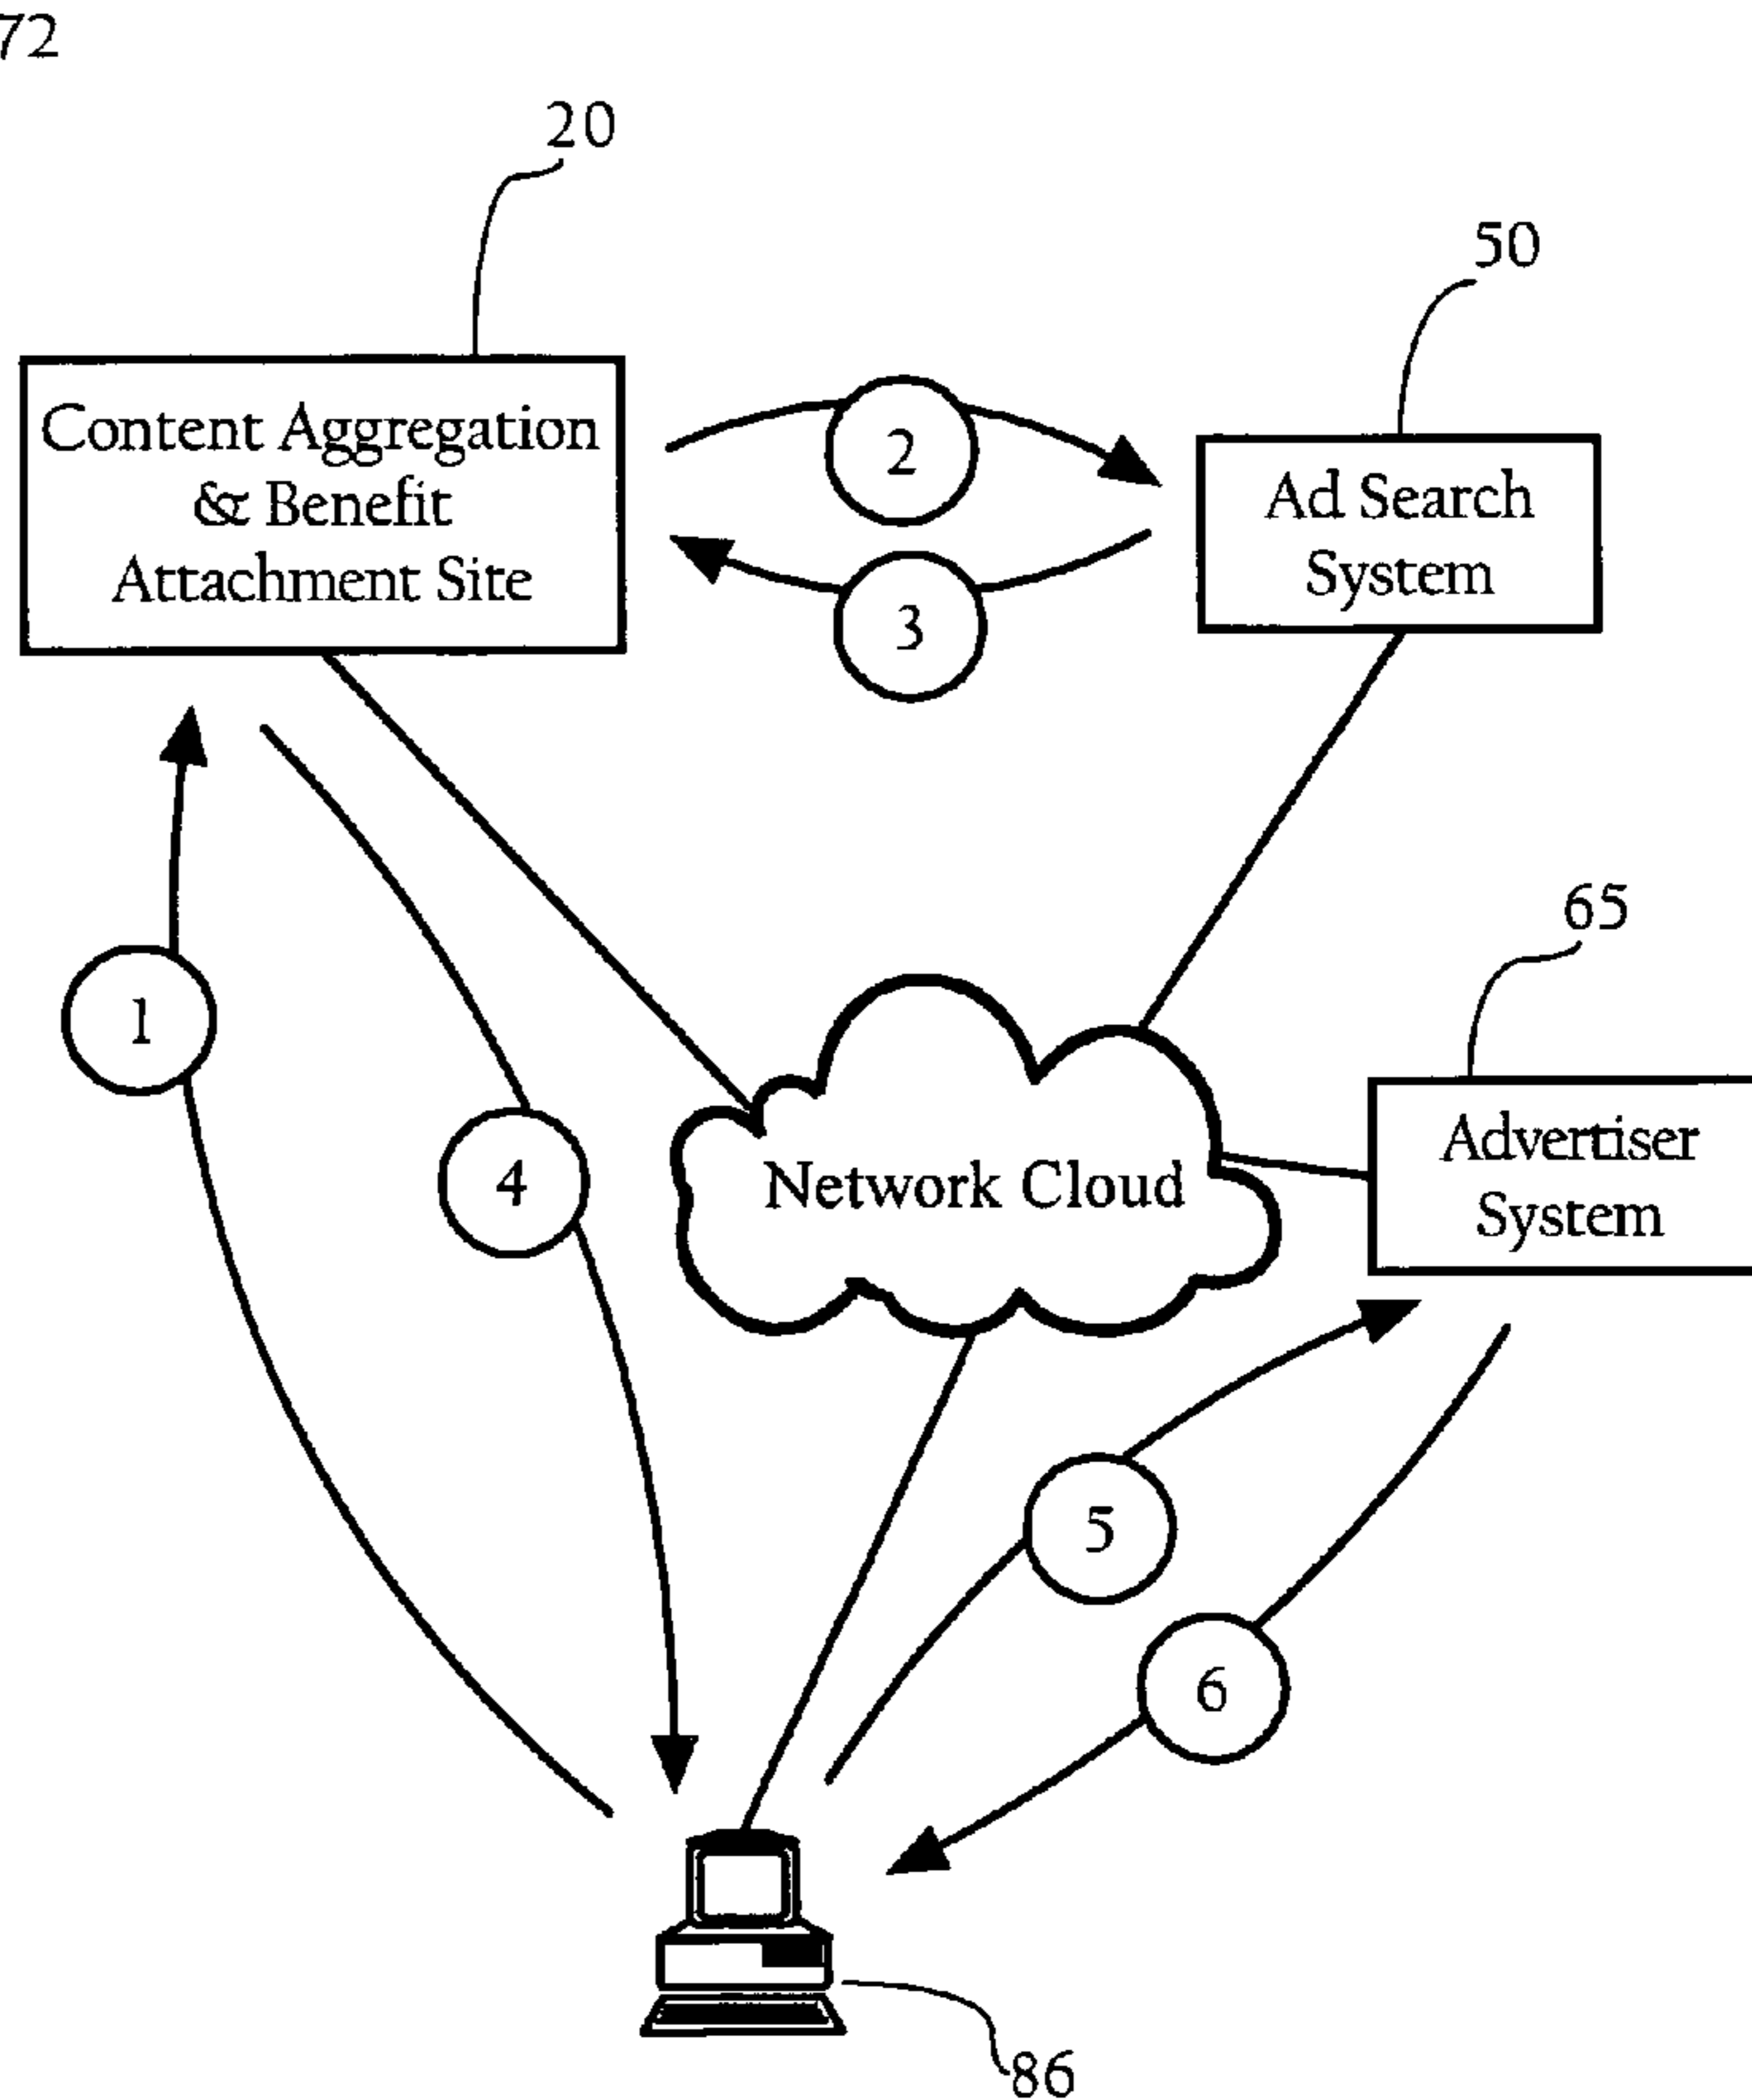 72
20
50
Content Aggregation
& Benefit
Attachment Site
2
Ad Search
System
3
65
1
Advertiser
System
4
Network Cloud
5
6
86